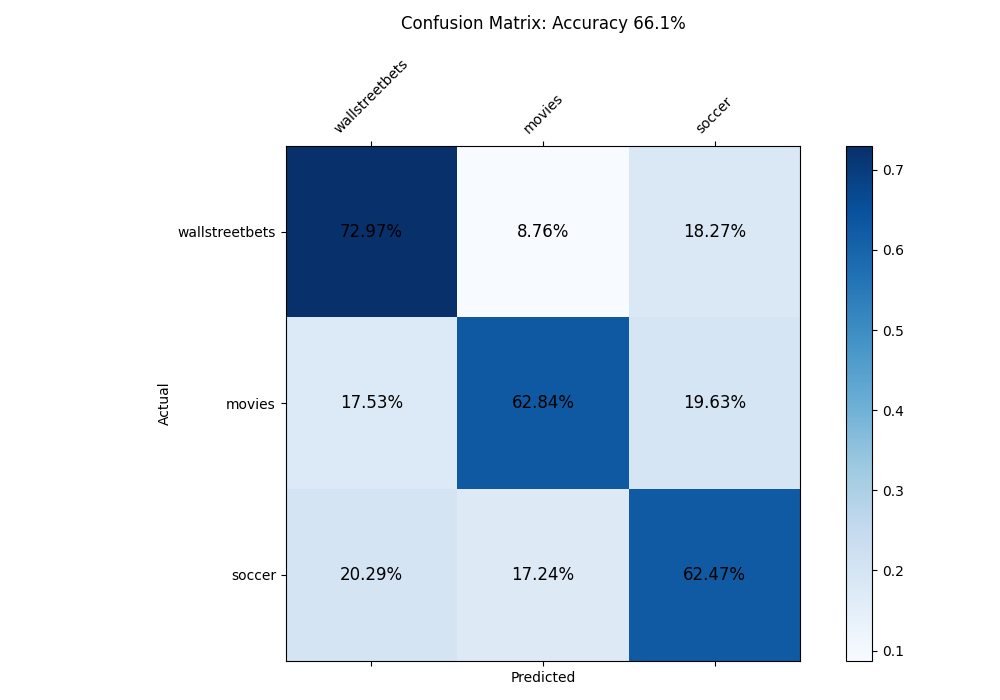 Confusion Matrix: Accuracy 66.1%
wallstreetbets
movies
soccer
wallstreetbets
72.97%
8.76%
18.27%
movies
17.53%
62.84%
19.63%
soccer
20.29%
17.24%
62.47%
Actual
Predicted
0.7
0.6
0.5
0.4
0.3
0.2
0.1